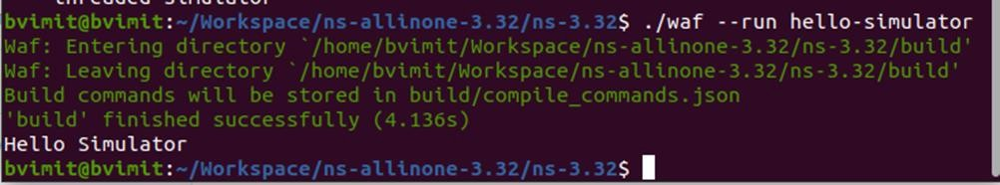 threaded Simulator
bvimit@bvimit:~/Workspace/ns-allinone-3.32/ns-3.32$ ./waf --run hello-simulator
Waf: Entering directory `/home/bvimit/Workspace/ns-allinone-3.32/ns-3.32/build'
Waf: Leaving directory `/home/bvimit/Workspace/ns-allinone-3.32/ns-3.32/build'
Build commands will be stored in build/compile_commands.json
'build' finished successfully (4.136s)
Hello Simulator
bvimit@bvimit:~/Workspace/ns-allinone-3.32/ns-3.32$